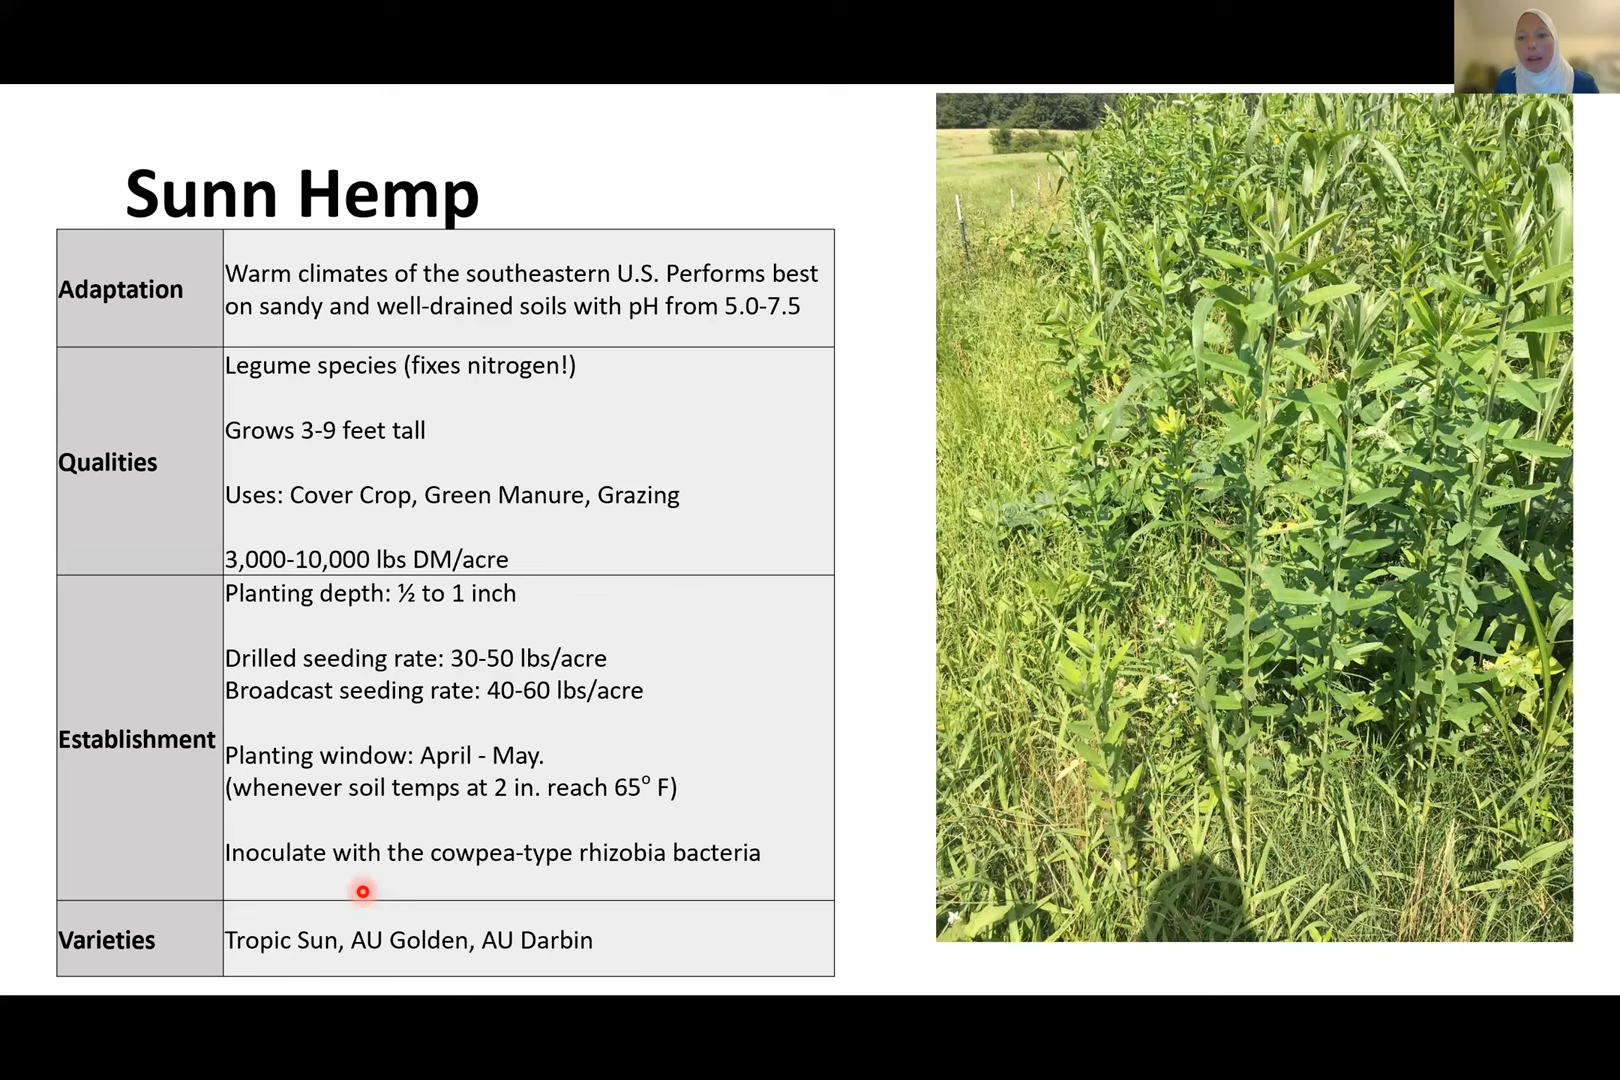 Sunn Hemp
Adaptation
Warm climates of the southeastern U.S. Performs best
on sandy and well-drained soils with pH from 5.0-7.5
Qualities
Legume species (fixes nitrogen!)
Grows 3-9 feet tall
Uses: Cover Crop, Green Manure, Grazing
3,000-10,000 lbs DM/acre
Establishment
Planting depth: ½ to 1 inch
Drilled seeding rate: 30-50 lbs/acre
Broadcast seeding rate: 40-60 lbs/acre
Planting window: April - May.
(whenever soil temps at 2 in. reach 65° F)
Inoculate with the cowpea-type rhizobia bacteria
Varieties
Tropic Sun, AU Golden, AU Darbin